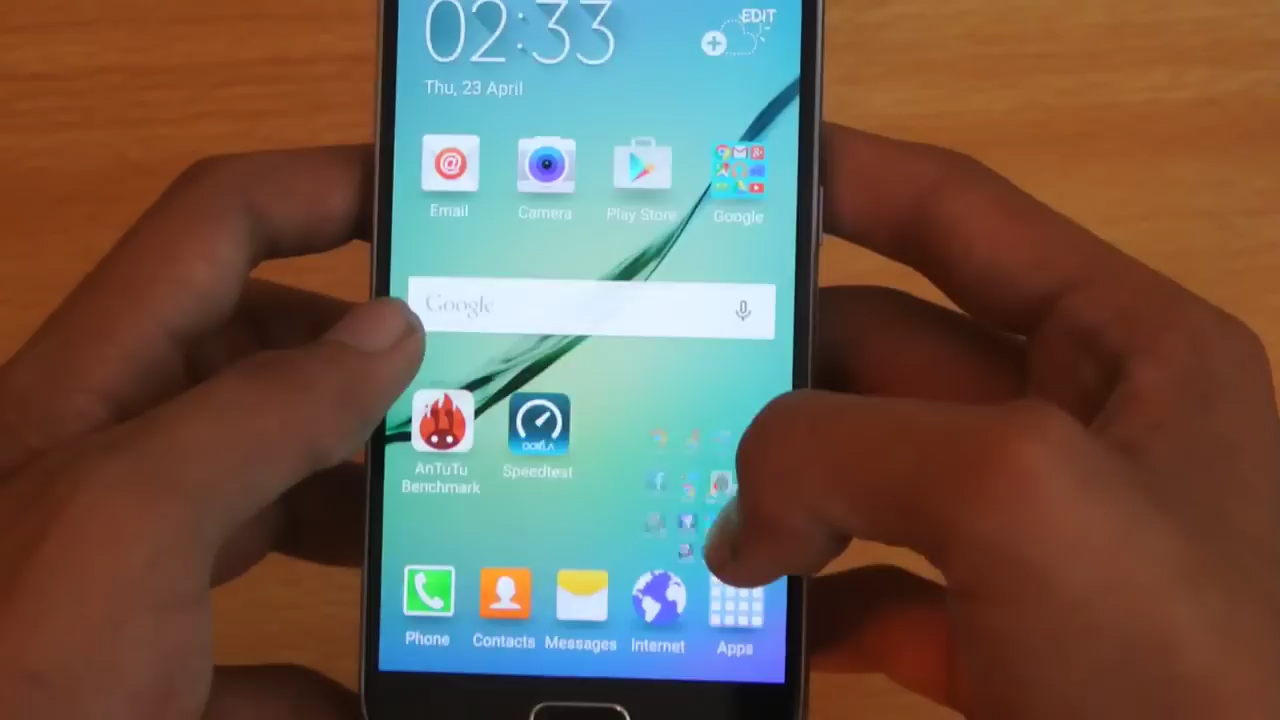 02:33
EDIT
Thu, 23 April
Email
Camera
Play Store
Google
Google
OOKLA
AnTuTu
Benchmark
Speedtest
Phone
Contacts
Messages
Internet
Apps